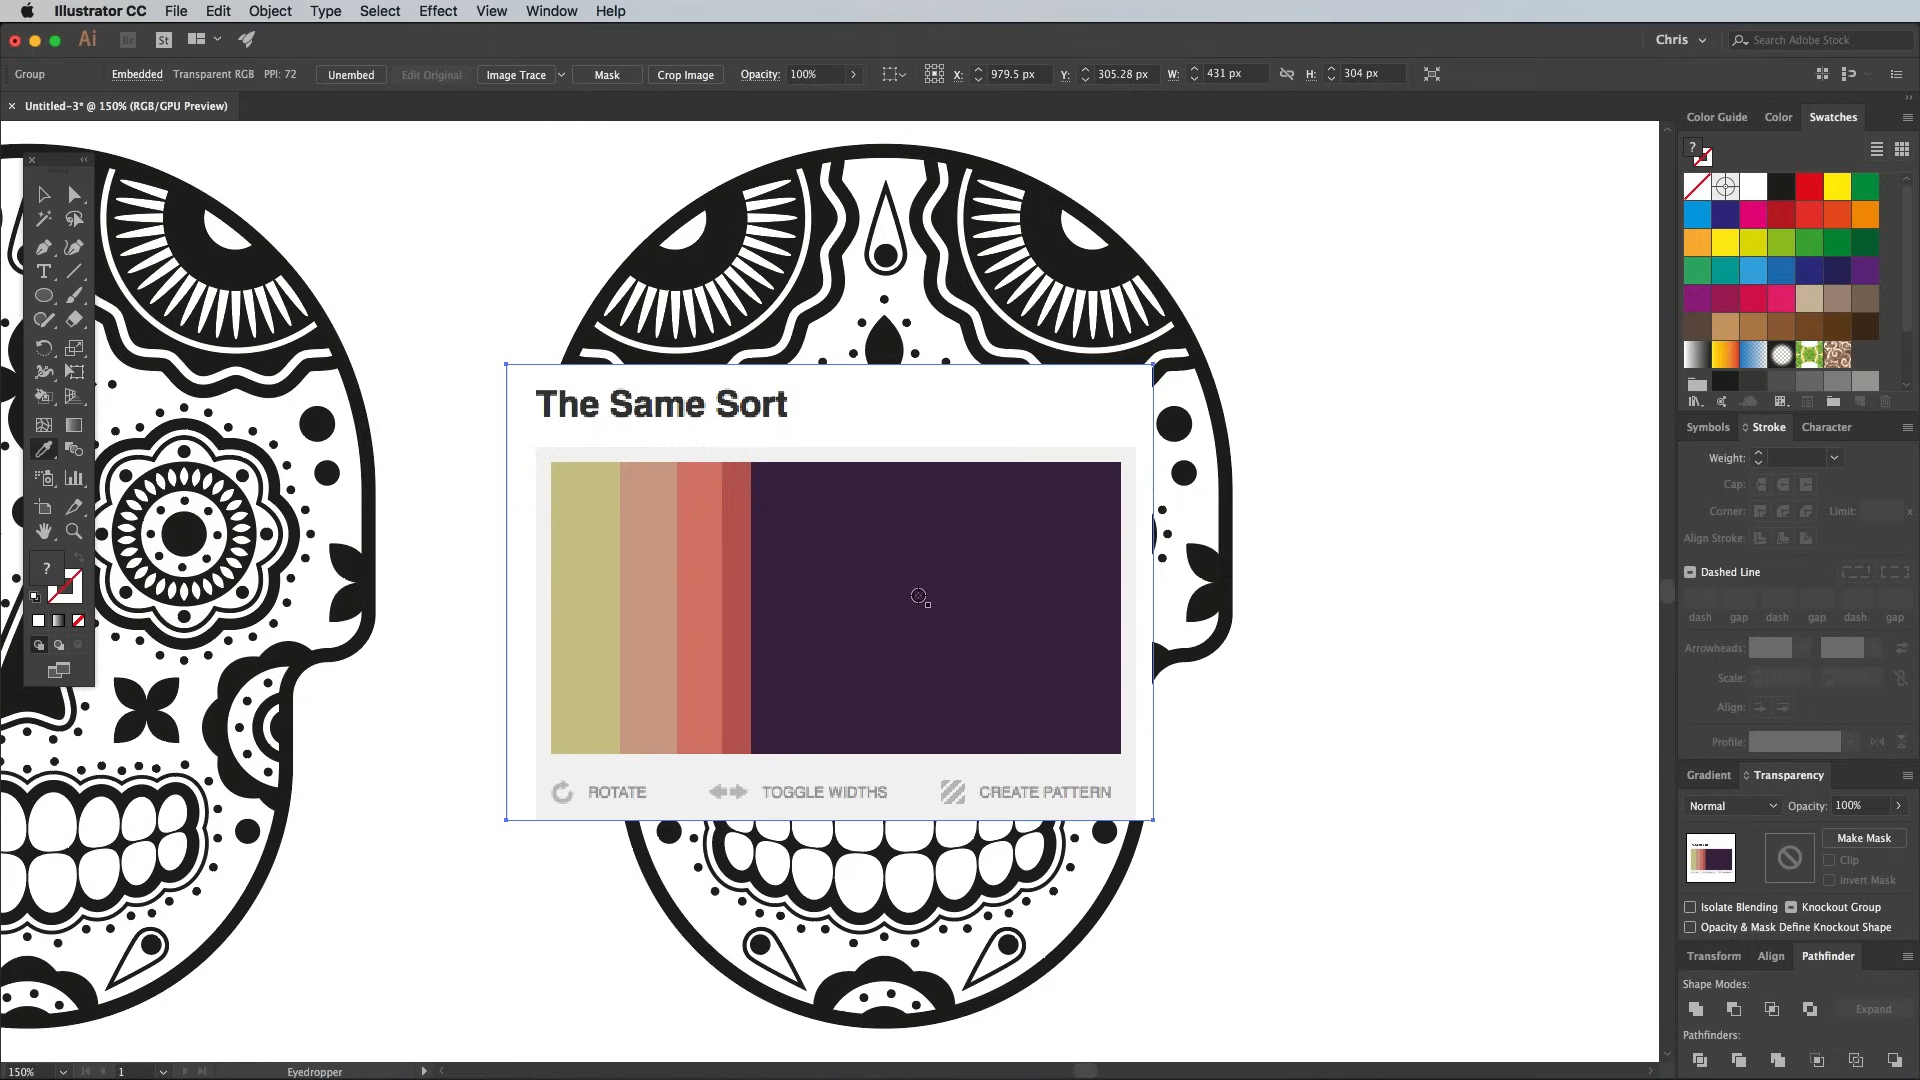 Illustrator CC File Edit Object Type Select Effect View Window Help
Ai Br St Chris Search Adobe Stock
Group Embedded Transparent RGB PPI: 72 Unembed Edit Original Image Trace Mask Crop Image Opacity: 100% X: 979.5 px Y: 305.28 px W: 431 px H: 304 px
Untitled-3* @ 150% (RGB/GPU Preview)
Color Guide Color Swatches
?
The Same Sort
ROTATE TOGGLE WIDTHS CREATE PATTERN
T
?
Symbols Stroke Character
Weight:
Cap:
Corner: Limit: x
Align Stroke:
Dashed Line
dash gap dash gap dash gap
Arrowheads:
Scale:
Align:
Profile:
Gradient Transparency
Normal Opacity: 100%
Make Mask
Clip
Invert Mask
Isolate Blending Knockout Group
Opacity & Mask Define Knockout Shape
Transform Align Pathfinder
Shape Modes:
Expand
Pathfinders:
150% 1 Eyedropper